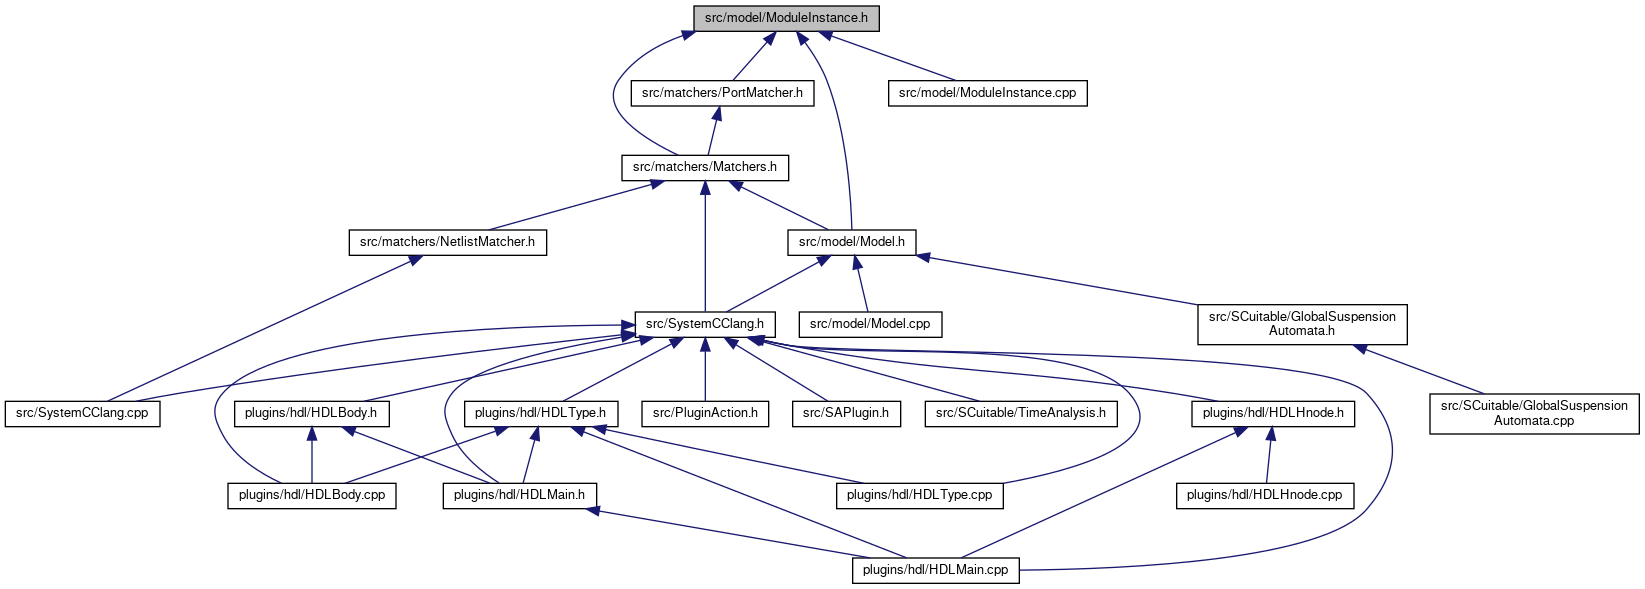 src/model/ModuleInstance.h
src/matchers/PortMatcher.h
src/model/ModuleInstance.cpp
src/matchers/Matchers.h
src/matchers/NetlistMatcher.h
src/model/Model.h
src/SystemCClang.h
src/model/Model.cpp
src/SCuitable/GlobalSuspension
Automata.h
src/SystemCClang.cpp
plugins/hdl/HDLBody.h
plugins/hdl/HDLType.h
src/PluginAction.h
src/SAPlugin.h
src/SCuitable/TimeAnalysis.h
plugins/hdl/HDLHnode.h
src/SCuitable/GlobalSuspension
Automata.cpp
plugins/hdl/HDLBody.cpp
plugins/hdl/HDLMain.h
plugins/hdl/HDLType.cpp
plugins/hdl/HDLHnode.cpp
plugins/hdl/HDLMain.cpp